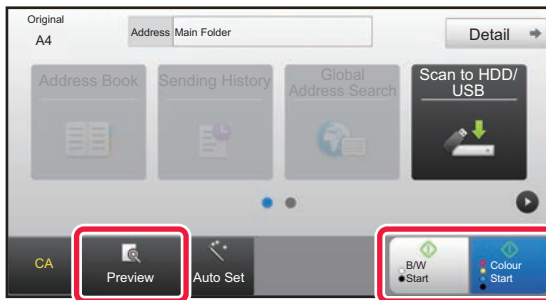 Original
A4
Address Main Folder
Detail
Address Book
Sending History
Global
Address Search
Scan to HDD/
USB
CA
Preview
Auto Set
B/W
Start
Colour
Start